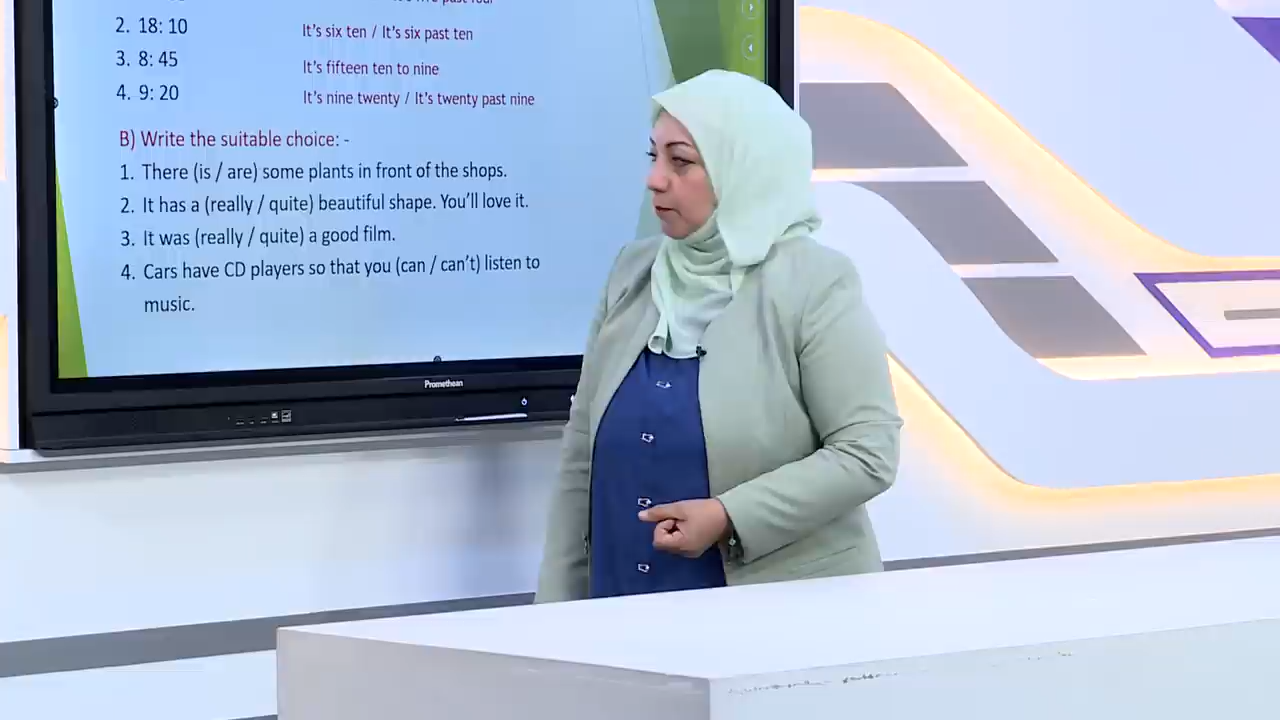 past four
2. 18: 10 It's six ten / It's six past ten
3. 8: 45 It's fifteen ten to nine
4. 9: 20 It's nine twenty / It's twenty past nine
B) Write the suitable choice: -
1. There (is / are) some plants in front of the shops.
2. It has a (really / quite) beautiful shape. You'll love it.
3. It was (really / quite) a good film.
4. Cars have CD players so that you (can / can't) listen to
music.
Promethean